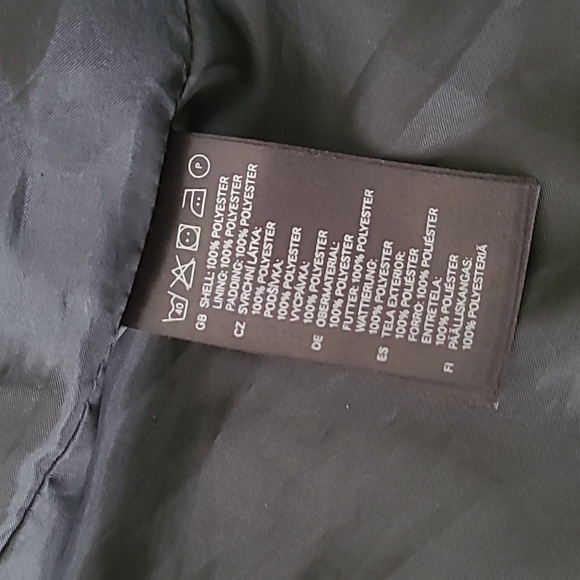 40 P
GB SHELL: 100% POLYESTER
LINING: 100% POLYESTER
PADDING: 100% POLYESTER
CZ SVRCHNÍ LÁTKA:
100% POLYESTER
PODŠÍVKA:
100% POLYESTER
VYCPÁVKA:
100% POLYESTER
DE OBERMATERIAL:
100% POLYESTER
FUTTER: 100% POLYESTER
WATTIERUNG:
100% POLYESTER
ES TELA EXTERIOR:
100% POLIÉSTER
FORRO: 100% POLIÉSTER
ENTRETELA:
100% POLIÉSTER
FI PÄÄLLUSKANGAS:
100% POLYESTERIÄ